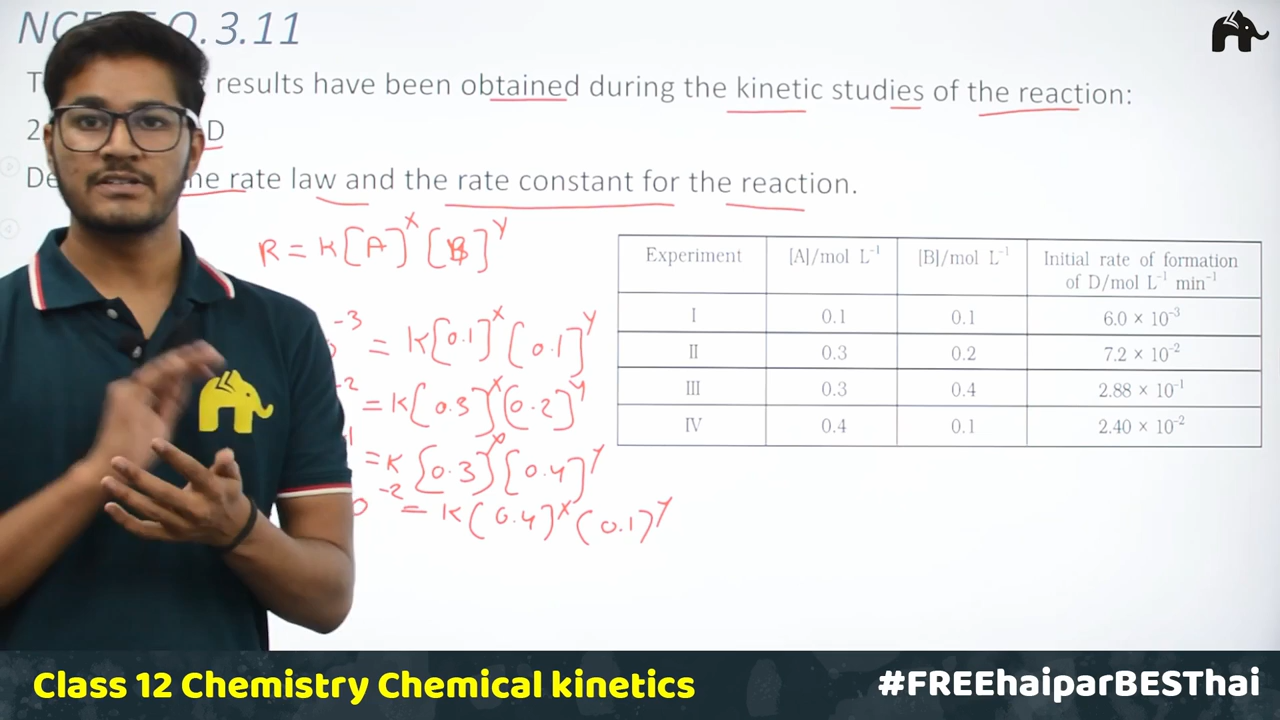 Q.3.11
results have been obtained during the kinetic studies of the reaction:
2 D
rate law and the rate constant for the reaction.
R = K[A]^x [B]^y
-3 = K[0.1]^x [0.1]^y
-2 = K[0.3]^x (0.2)^y
= K [0.3]^x [0.4]^y
-2 = K(0.4)^x (0.1)^y
Experiment [A]/mol L⁻¹ [B]/mol L⁻¹ Initial rate of formation of D/mol L⁻¹ min⁻¹
I 0.1 0.1 6.0 × 10⁻³
II 0.3 0.2 7.2 × 10⁻²
III 0.3 0.4 2.88 × 10⁻¹
IV 0.4 0.1 2.40 × 10⁻²
Class 12 Chemistry Chemical kinetics
#FREEhaiparBESThai